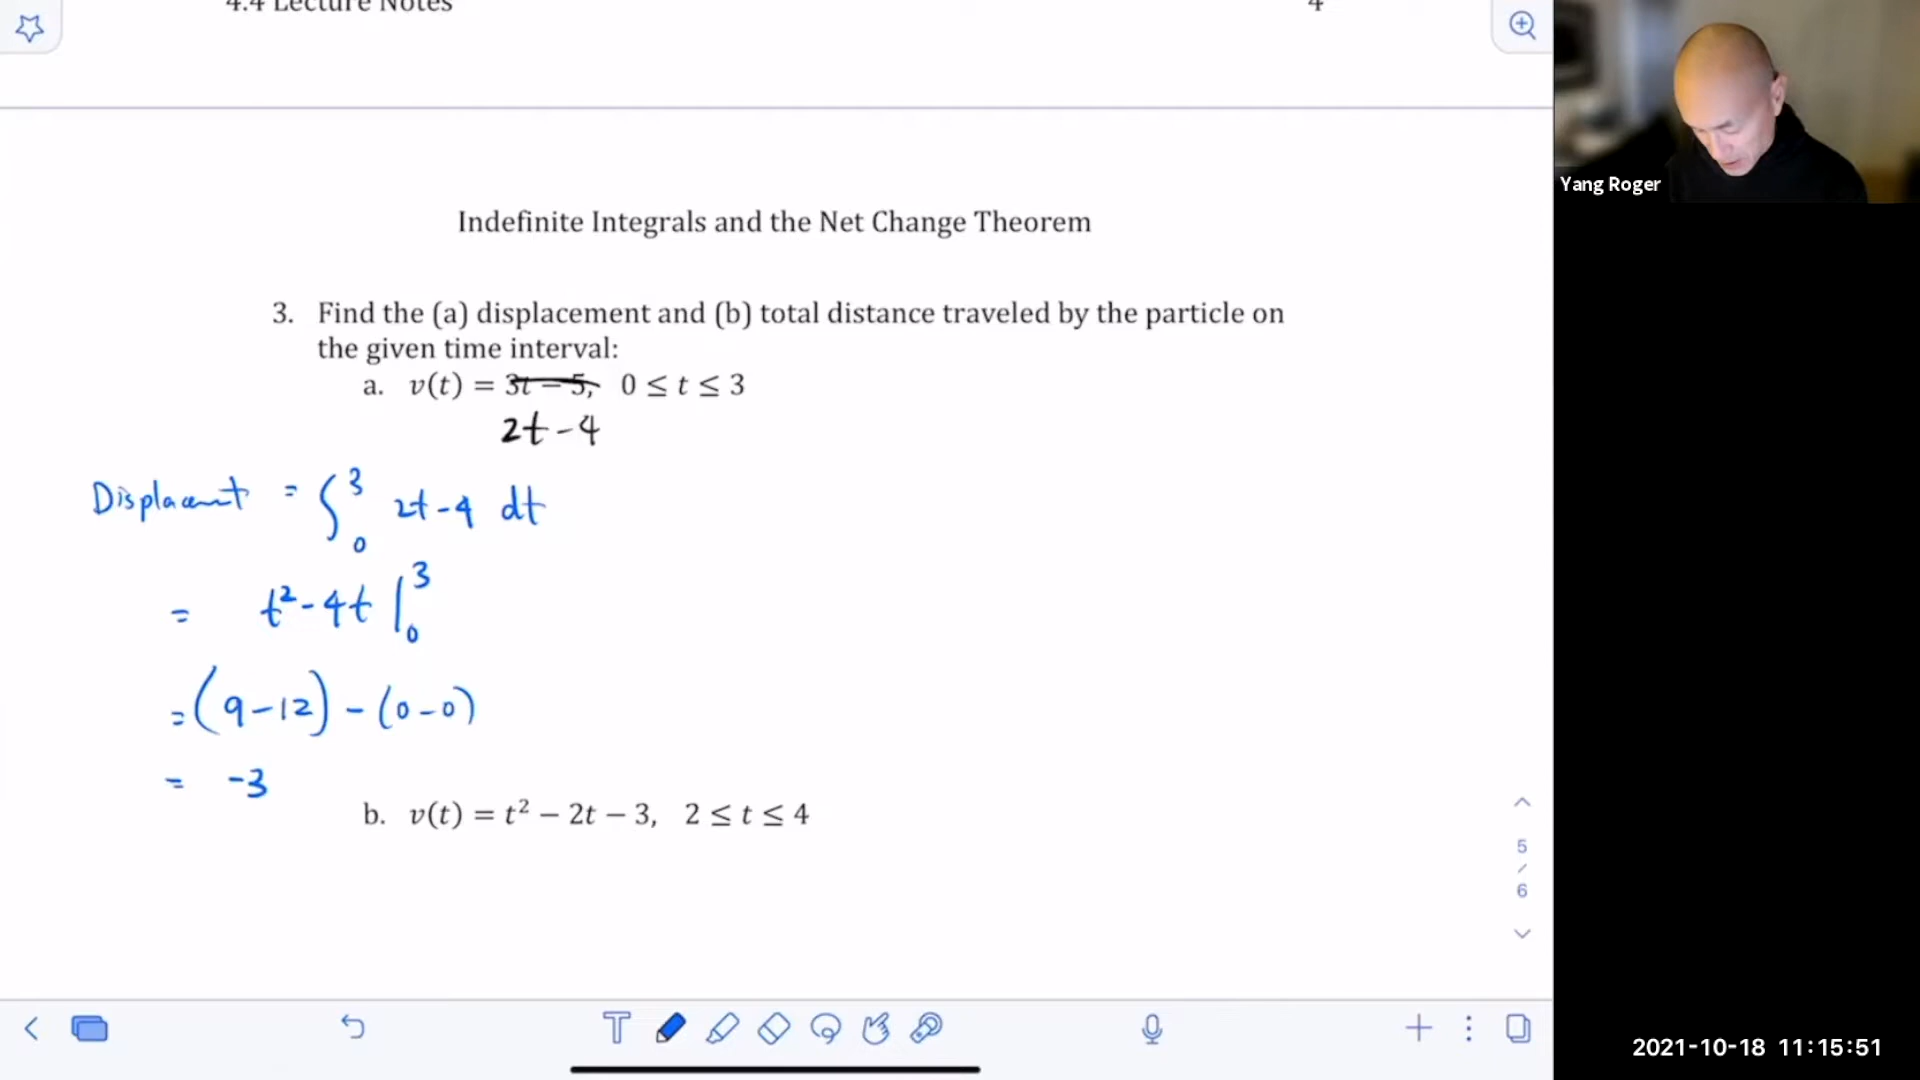 4.4 Lecture Notes 4
Yang Roger
Indefinite Integrals and the Net Change Theorem
3. Find the (a) displacement and (b) total distance traveled by the particle on
the given time interval:
a. v(t) = 3t − 5, 0 ≤ t ≤ 3
2t - 4
Displacemt = ∫₀³ 2t - 4 dt
= t² - 4t |₀³
= (9 - 12) - (0 - 0)
= -3
b. v(t) = t² − 2t − 3, 2 ≤ t ≤ 4
5
/
6
T
2021-10-18 11:15:51